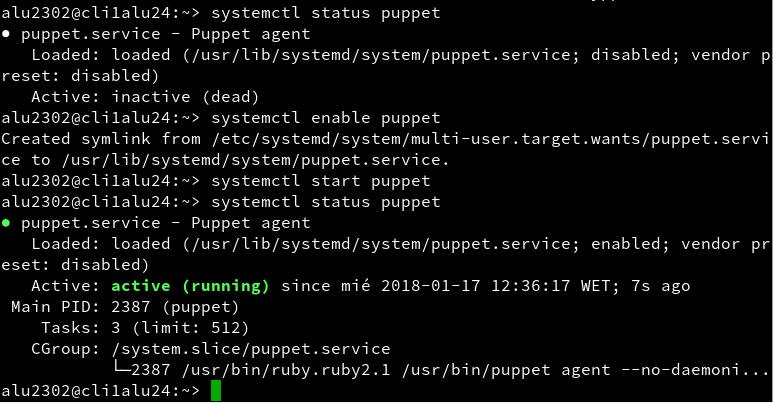 alu2302@cli1alu24:~> systemctl status puppet
● puppet.service - Puppet agent
   Loaded: loaded (/usr/lib/systemd/system/puppet.service; disabled; vendor p
reset: disabled)
   Active: inactive (dead)
alu2302@cli1alu24:~> systemctl enable puppet
Created symlink from /etc/systemd/system/multi-user.target.wants/puppet.servi
ce to /usr/lib/systemd/system/puppet.service.
alu2302@cli1alu24:~> systemctl start puppet
alu2302@cli1alu24:~> systemctl status puppet
● puppet.service - Puppet agent
   Loaded: loaded (/usr/lib/systemd/system/puppet.service; enabled; vendor pr
eset: disabled)
   Active: active (running) since mié 2018-01-17 12:36:17 WET; 7s ago
 Main PID: 2387 (puppet)
    Tasks: 3 (limit: 512)
   CGroup: /system.slice/puppet.service
           └─2387 /usr/bin/ruby.ruby2.1 /usr/bin/puppet agent --no-daemoni...
alu2302@cli1alu24:~>